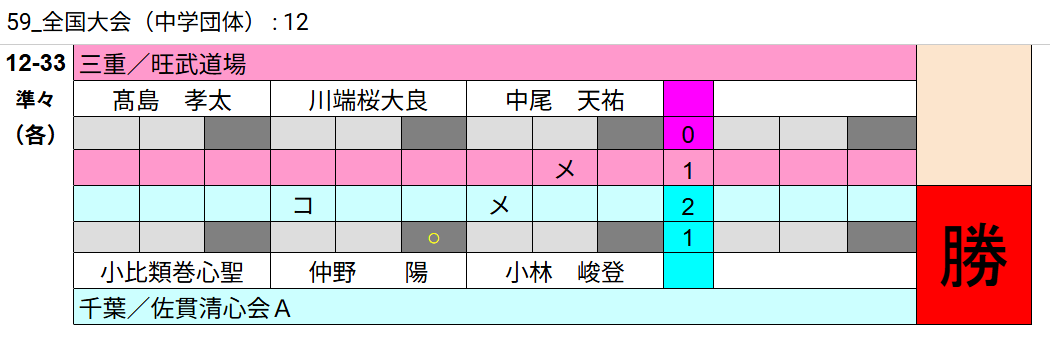 59_全国大会（中学団体）: 12
12-33 三重／旺武道場
準々 髙島　孝太 川端桜大良 中尾　天祐
（各） 0
メ 1
コ メ 2
○ 1
勝
小比類巻心聖 仲野　　陽 小林　峻登
千葉／佐貫清心会Ａ